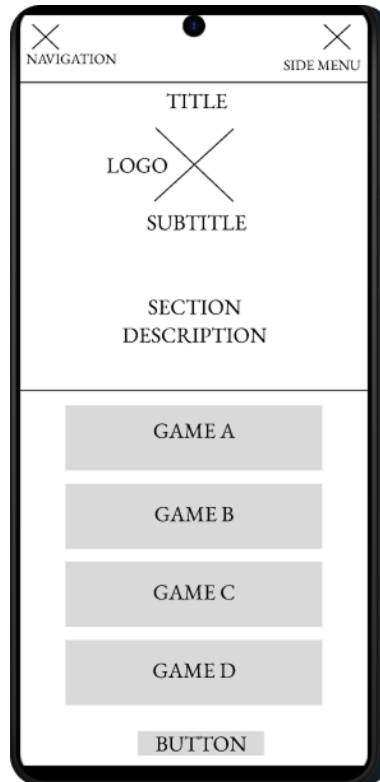 NAVIGATION
SIDE MENU
TITLE
LOGO
SUBTITLE
SECTION
DESCRIPTION
GAME A
GAME B
GAME C
GAME D
BUTTON